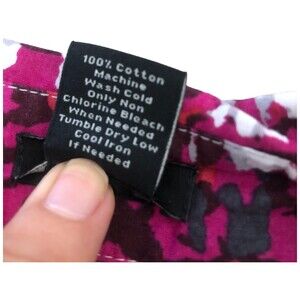 100% Cotton
Machine
Wash Cold
Only Non
Chlorine Bleach
When Needed
Tumble Dry Low
Cool Iron
If Needed